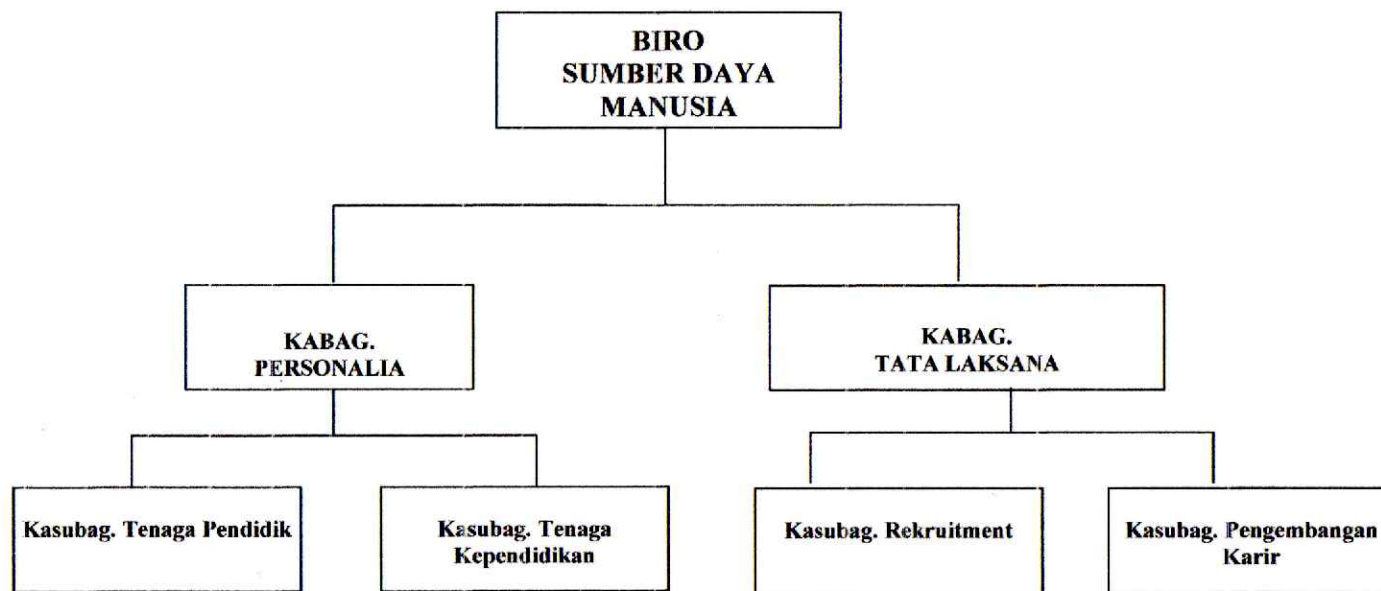 BIRO
SUMBER DAYA
MANUSIA
KABAG.
PERSONALIA
KABAG.
TATA LAKSANA
Kasubag. Tenaga Pendidik
Kasubag. Tenaga
Kependidikan
Kasubag. Rekruitment
Kasubag. Pengembangan
Karir